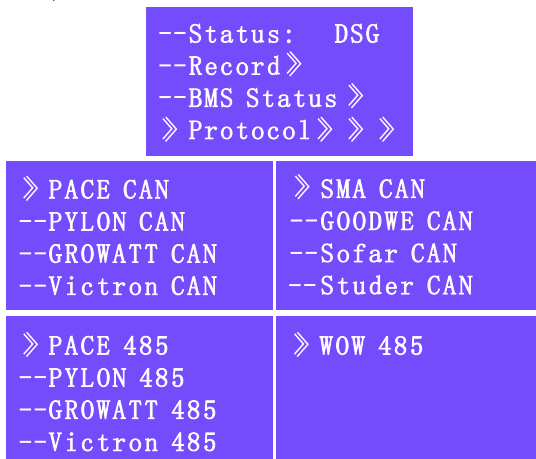 --Status: DSG
--Record》
--BMS Status 》
》Protocol》 》 》
》PACE CAN
--PYLON CAN
--GROWATT CAN
--Victron CAN
》SMA CAN
--GOODWE CAN
--Sofar CAN
--Studer CAN
》PACE 485
--PYLON 485
--GROWATT 485
--Victron 485
》WOW 485